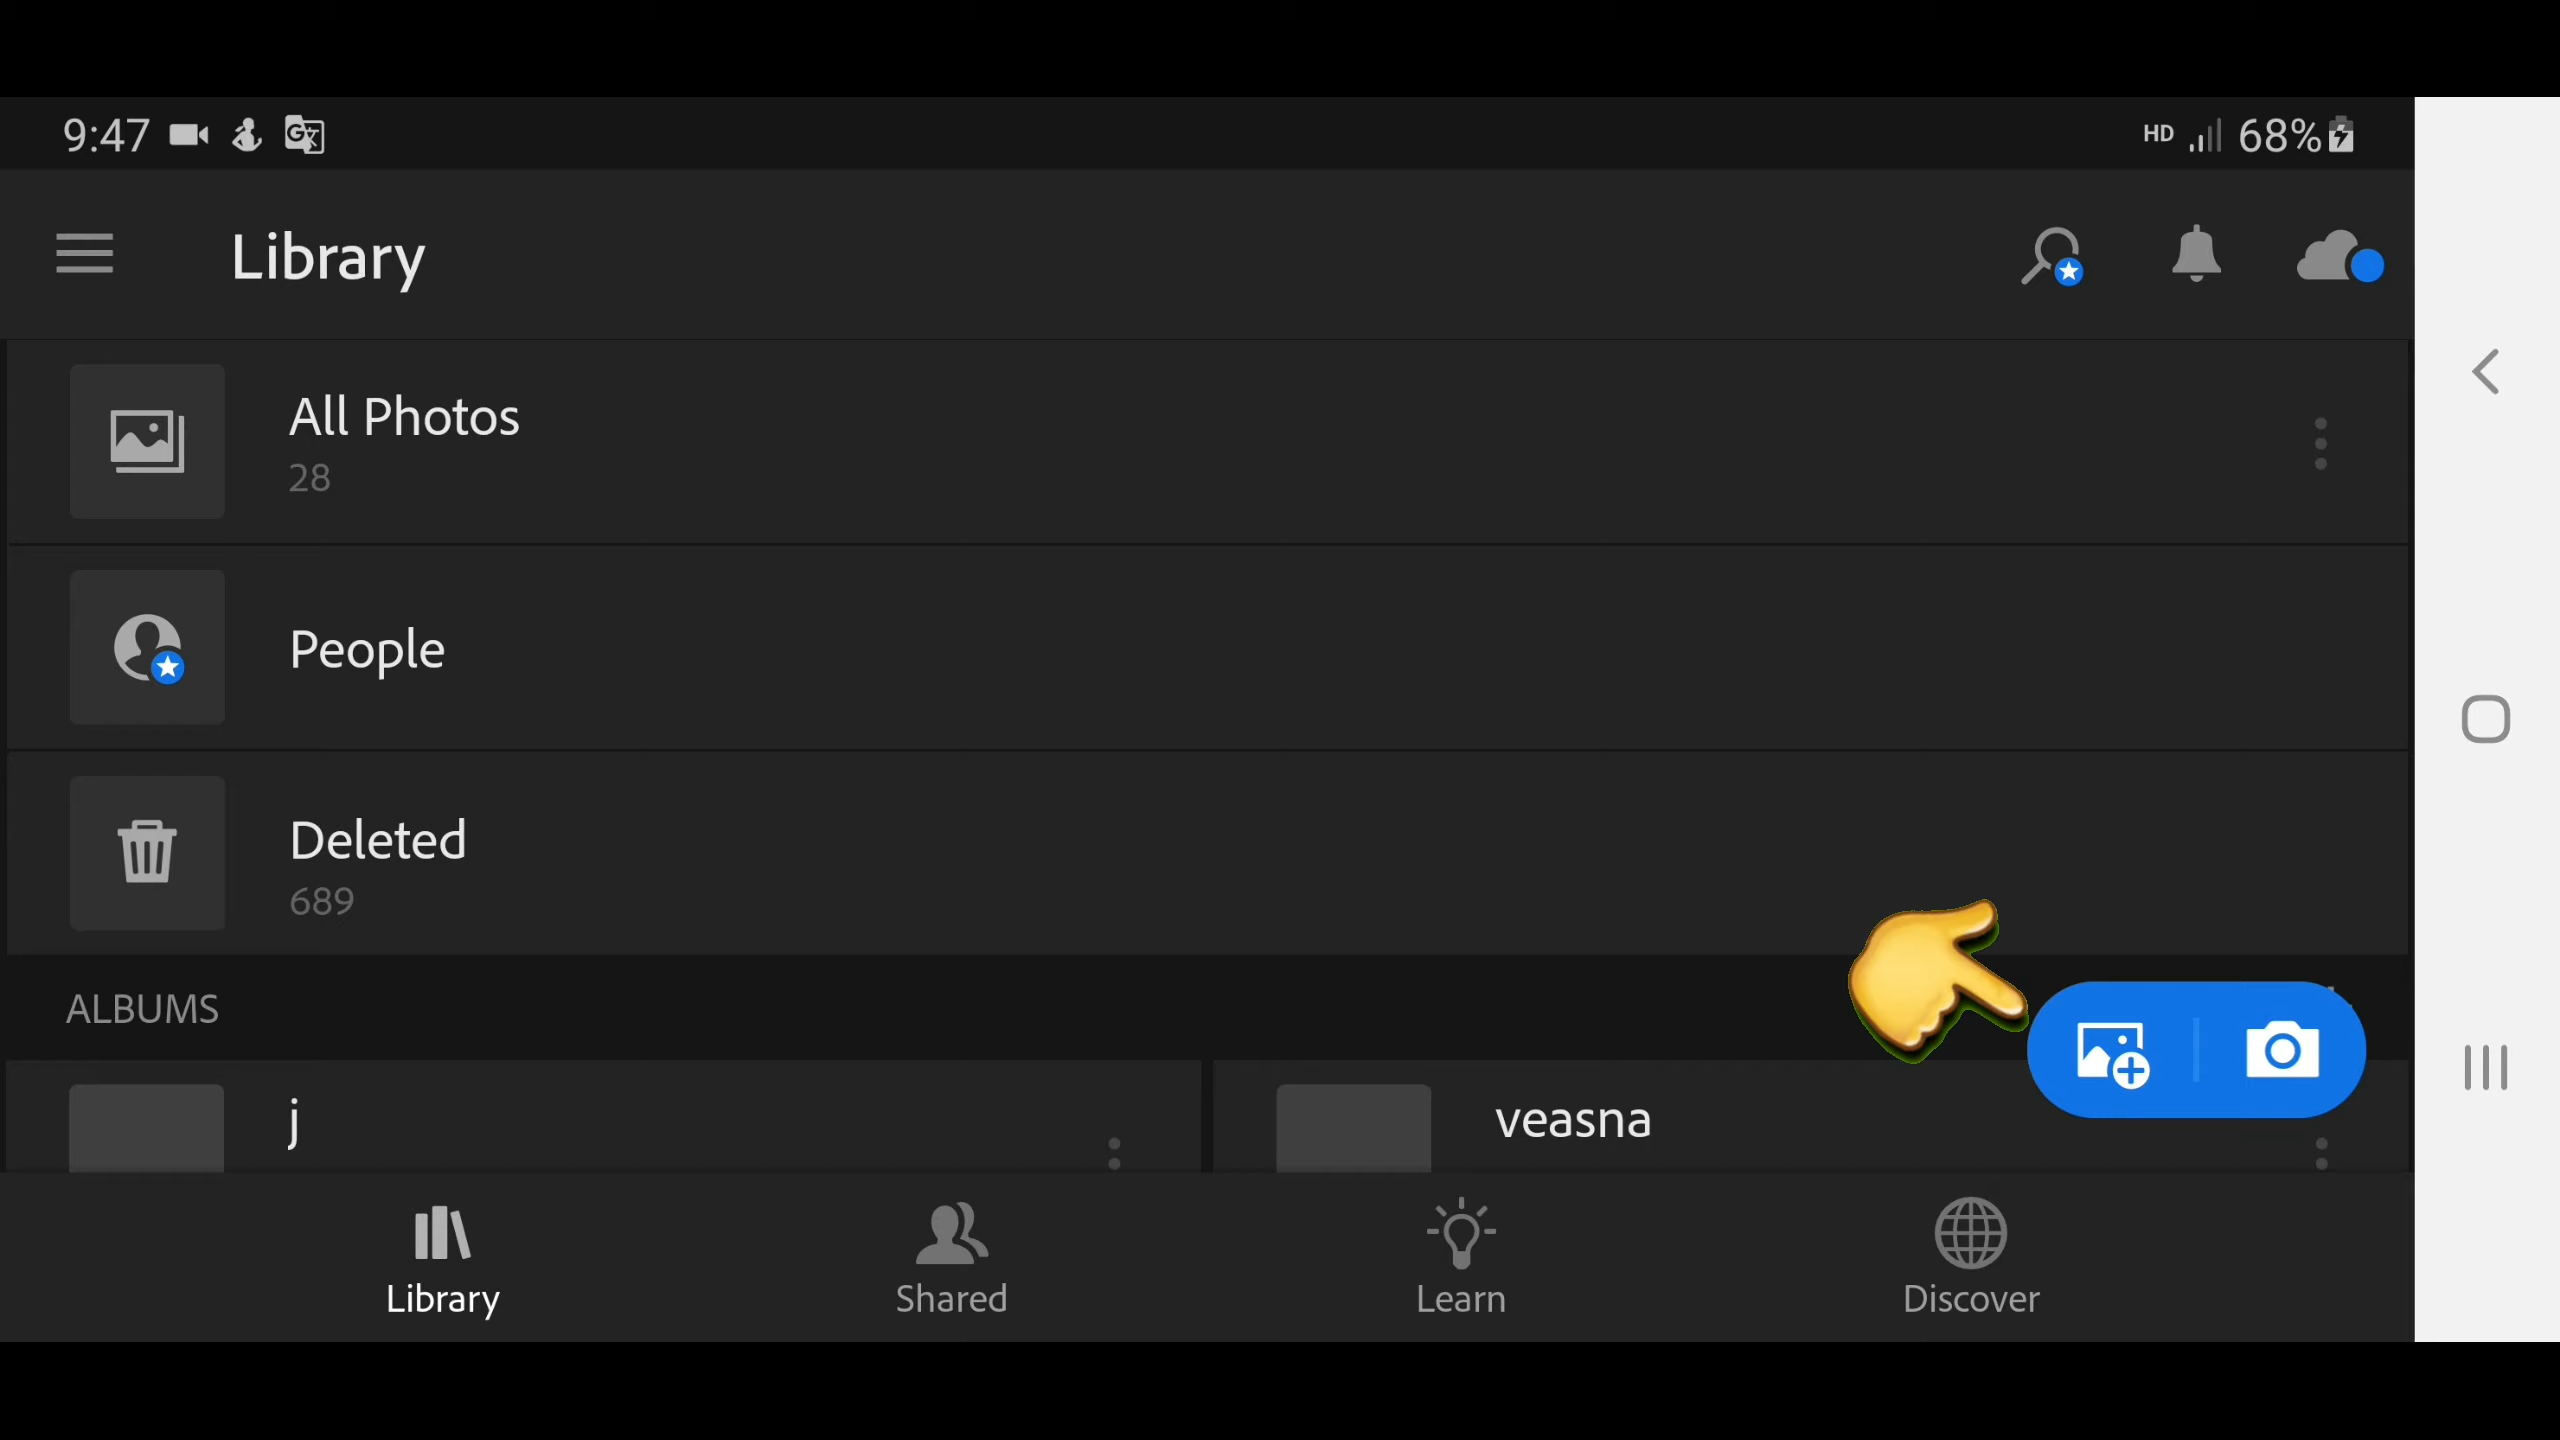 9:47
HD 68%
Library
All Photos
28
People
Deleted
689
ALBUMS
j
veasna
Library
Shared
Learn
Discover